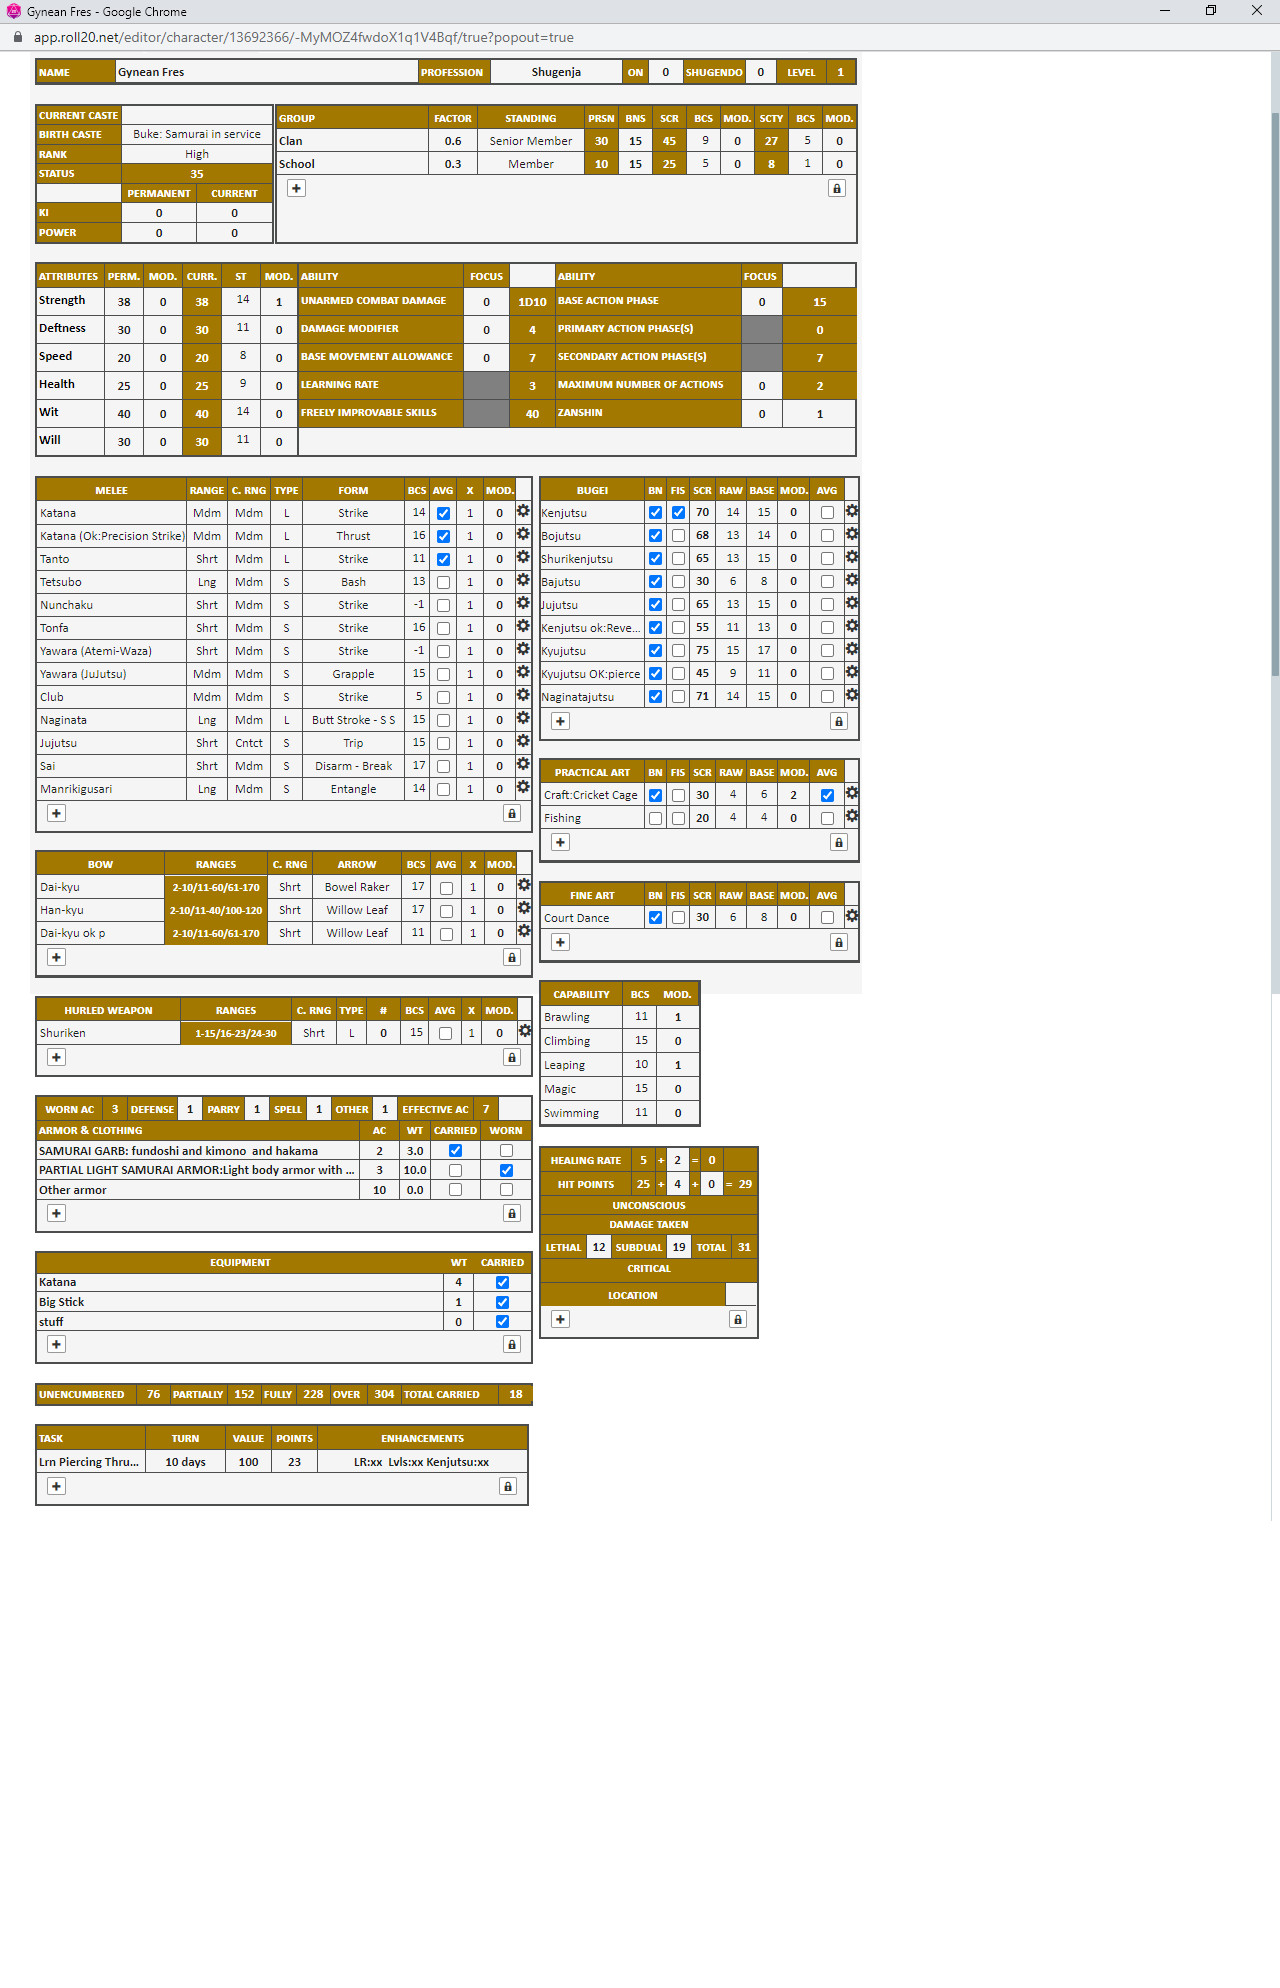 Gynean Fres - Google Chrome
app.roll20.net/editor/character/13692366/-MyMOZ4fwdoX1q1V4Bqf/true?popout=true
NAME Gynean Fres PROFESSION Shugenja ON 0 SHUGENDO 0 LEVEL 1
CURRENT CASTE
BIRTH CASTE Buke: Samurai in service
RANK High
STATUS 35
PERMANENT CURRENT
KI 0 0
POWER 0 0
GROUP FACTOR STANDING PRSN BNS SCR BCS MOD. SCTY BCS MOD.
Clan 0.6 Senior Member 30 15 45 9 0 27 5 0
School 0.3 Member 10 15 25 5 0 8 1 0
ATTRIBUTES PERM. MOD. CURR. ST MOD. ABILITY FOCUS ABILITY FOCUS
Strength 38 0 38 14 1 UNARMED COMBAT DAMAGE 0 1D10 BASE ACTION PHASE 0 15
Deftness 30 0 30 11 0 DAMAGE MODIFIER 0 4 PRIMARY ACTION PHASE(S) 0
Speed 20 0 20 8 0 BASE MOVEMENT ALLOWANCE 0 7 SECONDARY ACTION PHASE(S) 7
Health 25 0 25 9 0 LEARNING RATE 3 MAXIMUM NUMBER OF ACTIONS 0 2
Wit 40 0 40 14 0 FREELY IMPROVABLE SKILLS 40 ZANSHIN 0 1
Will 30 0 30 11 0
MELEE RANGE C. RNG TYPE FORM BCS AVG X MOD.
Katana Mdm Mdm L Strike 14 1 0
Katana (Ok:Precision Strike) Mdm Mdm L Thrust 16 1 0
Tanto Shrt Mdm L Strike 11 1 0
Tetsubo Lng Mdm S Bash 13 1 0
Nunchaku Shrt Mdm S Strike -1 1 0
Tonfa Shrt Mdm S Strike 16 1 0
Yawara (Atemi-Waza) Shrt Mdm S Strike -1 1 0
Yawara (JuJutsu) Mdm Mdm S Grapple 15 1 0
Club Mdm Mdm S Strike 5 1 0
Naginata Lng Mdm L Butt Stroke - S S 15 1 0
Jujutsu Shrt Cntct S Trip 15 1 0
Sai Shrt Mdm S Disarm - Break 17 1 0
Manrikigusari Lng Mdm S Entangle 14 1 0
BUGEI BN FIS SCR RAW BASE MOD. AVG
Kenjutsu 70 14 15 0
Bojutsu 68 13 14 0
Shurikenjutsu 65 13 15 0
Bajutsu 30 6 8 0
Jujutsu 65 13 15 0
Kenjutsu ok:Reve... 55 11 13 0
Kyujutsu 75 15 17 0
Kyujutsu OK:pierce 45 9 11 0
Naginatajutsu 71 14 15 0
PRACTICAL ART BN FIS SCR RAW BASE MOD. AVG
Craft:Cricket Cage 30 4 6 2
Fishing 20 4 4 0
BOW RANGES C. RNG ARROW BCS AVG X MOD.
Dai-kyu 2-10/11-60/61-170 Shrt Bowel Raker 17 1 0
Han-kyu 2-10/11-40/100-120 Shrt Willow Leaf 17 1 0
Dai-kyu ok p 2-10/11-60/61-170 Shrt Willow Leaf 11 1 0
FINE ART BN FIS SCR RAW BASE MOD. AVG
Court Dance 30 6 8 0
HURLED WEAPON RANGES C. RNG TYPE # BCS AVG X MOD.
Shuriken 1-15/16-23/24-30 Shrt L 0 15 1 0
CAPABILITY BCS MOD.
Brawling 11 1
Climbing 15 0
Leaping 10 1
Magic 15 0
Swimming 11 0
WORN AC 3 DEFENSE 1 PARRY 1 SPELL 1 OTHER 1 EFFECTIVE AC 7
ARMOR & CLOTHING AC WT CARRIED WORN
SAMURAI GARB: fundoshi and kimono and hakama 2 3.0
PARTIAL LIGHT SAMURAI ARMOR:Light body armor with ... 3 10.0
Other armor 10 0.0
HEALING RATE 5 + 2 = 0
HIT POINTS 25 + 4 + 0 = 29
UNCONSCIOUS
DAMAGE TAKEN
LETHAL 12 SUBDUAL 19 TOTAL 31
CRITICAL
LOCATION
EQUIPMENT WT CARRIED
Katana 4
Big Stick 1
stuff 0
UNENCUMBERED 76 PARTIALLY 152 FULLY 228 OVER 304 TOTAL CARRIED 18
TASK TURN VALUE POINTS ENHANCEMENTS
Lrn Piercing Thru... 10 days 100 23 LR:xx Lvls:xx Kenjutsu:xx